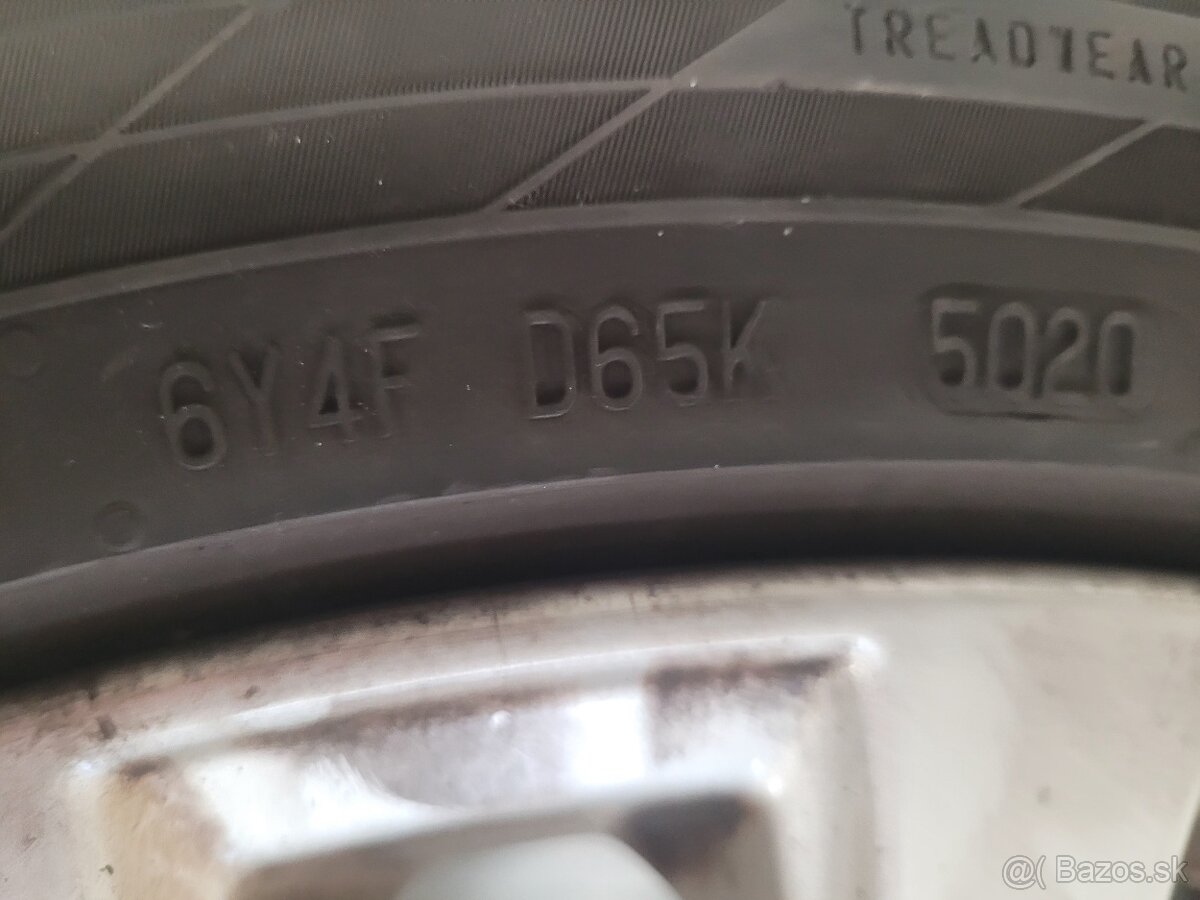 TREADWEAR
6Y4F D65K 5020
@( Bazos.sk